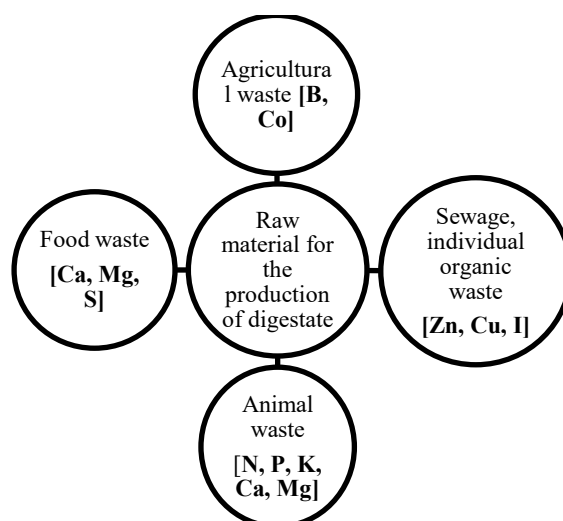 Agricultura
l waste [B,
Co]
Food waste
[Ca, Mg,
S]
Raw
material for
the
production
of digestate
Sewage,
individual
organic
waste
[Zn, Cu, I]
Animal
waste
[N, P, K,
Ca, Mg]